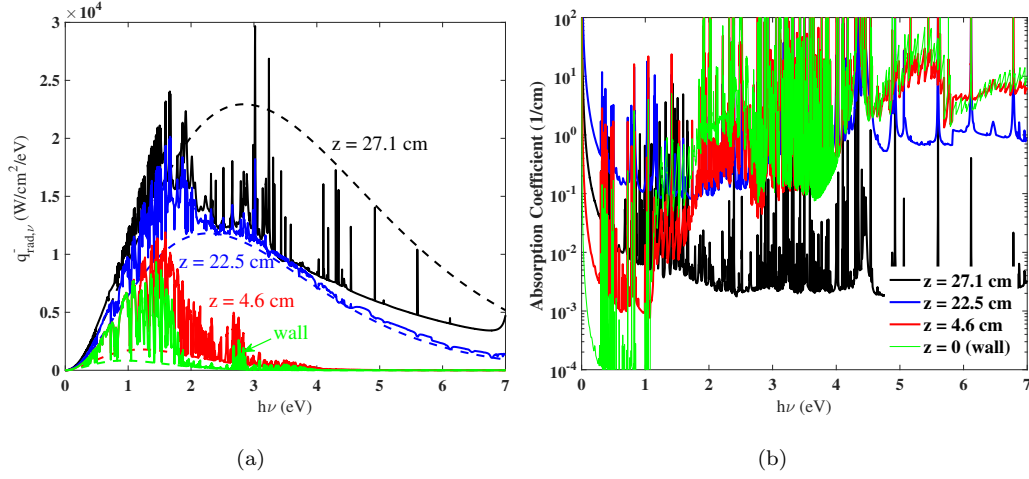 × 10⁴
3
2.5
2
1.5
1
0.5
0
q⁻rad,ν (W/cm²/eV)
z = 27.1 cm
z = 22.5 cm
z = 4.6 cm
wall
0 1 2 3 4 5 6 7
hν (eV)
(a)
10²
10¹
10⁰
10⁻¹
10⁻²
10⁻³
10⁻⁴
Absorption Coefficient (1/cm)
z = 27.1 cm
z = 22.5 cm
z = 4.6 cm
z = 0 (wall)
0 1 2 3 4 5 6 7
hν (eV)
(b)